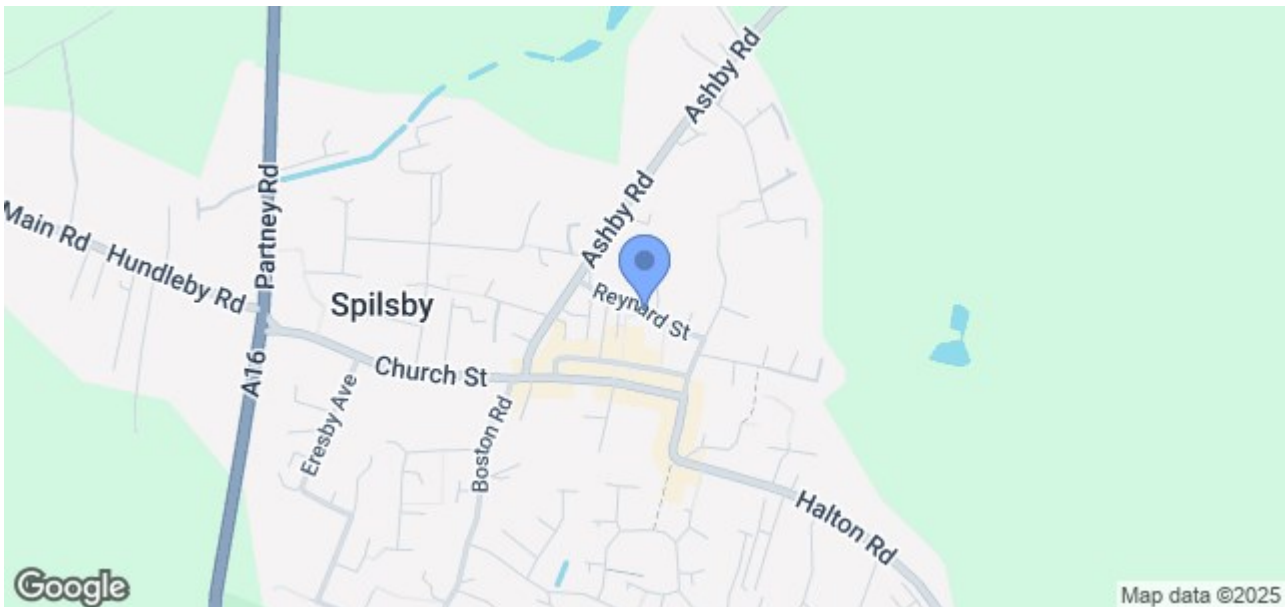 Ashby Rd
Partney Rd
Ashby Rd
Main Rd
Hundleby Rd
Reynard St
Spilsby
A16
Church St
Eresby Ave
Boston Rd
Halton Rd
Google
Map data ©2025